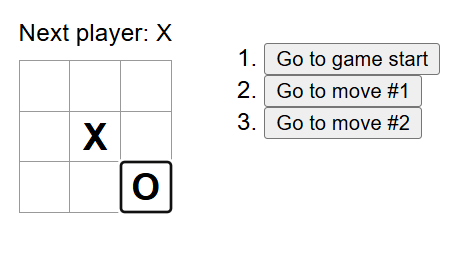 Next player: X
X
O
1. Go to game start
2. Go to move #1
3. Go to move #2